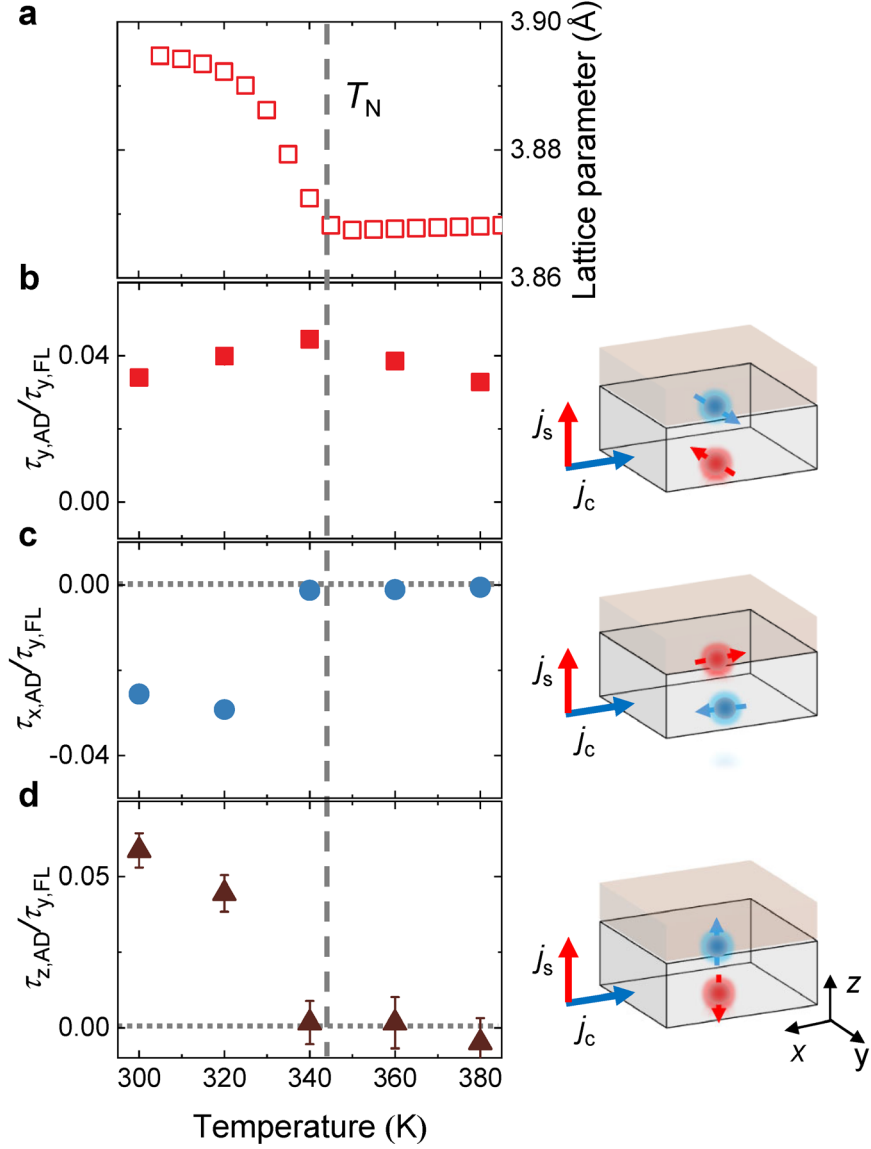 a
3.90
3.88
3.86
Lattice parameter (Å)
T_N
b
0.04
0.00
τ_y,AD/τ_y,FL
j_s
j_c
c
0.00
-0.04
τ_x,AD/τ_y,FL
j_s
j_c
d
0.05
0.00
τ_z,AD/τ_y,FL
j_s
j_c
z
x
y
300 320 340 360 380
Temperature (K)